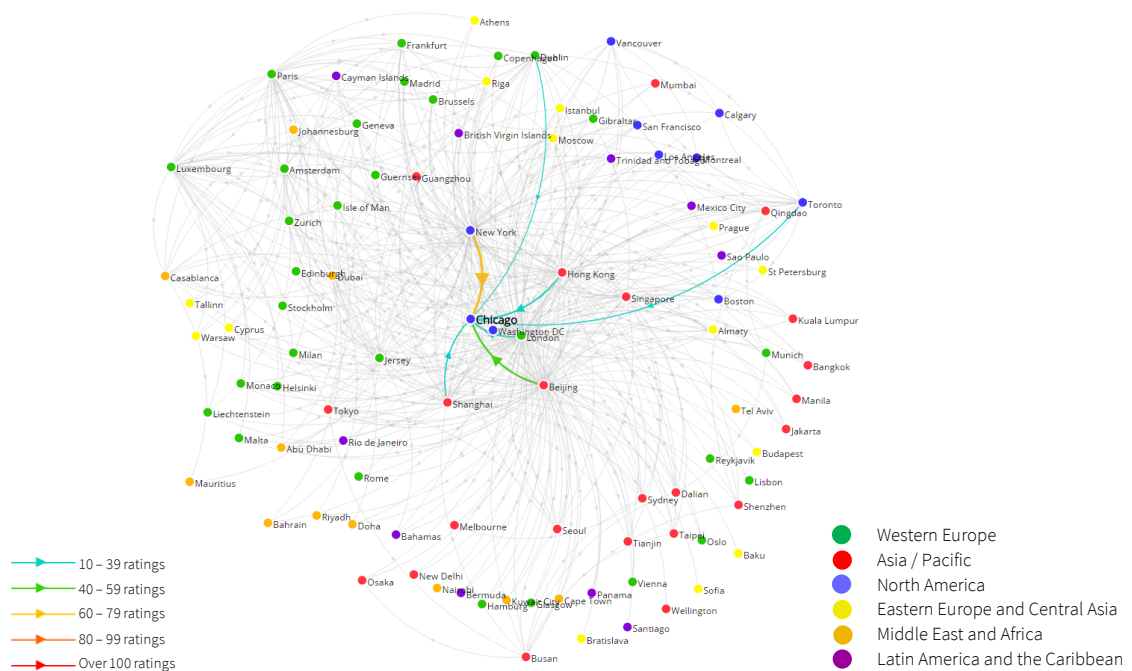 Athens
Frankfurt
Vancouver
Copenhagen
Dublin
Paris
Cayman Islands
Madrid
Riga
Mumbai
Brussels
Istanbul
Gibraltar
Calgary
Johannesburg
Geneva
British Virgin Islands
Moscow
San Francisco
Luxembourg
Amsterdam
Guernsey
Guangzhou
Trinidad and Tobago
Los Angeles
Montreal
Isle of Man
Mexico City
Qingdao
Toronto
Zurich
New York
Prague
Sao Paulo
St Petersburg
Casablanca
Edinburgh
Dubai
Hong Kong
Singapore
Boston
Tallinn
Stockholm
Kuala Lumpur
Warsaw
Cyprus
Chicago
Washington DC
London
Almaty
Milan
Jersey
Munich
Bangkok
Monaco
Helsinki
Beijing
Liechtenstein
Tokyo
Shanghai
Tel Aviv
Manila
Malta
Abu Dhabi
Rio de Janeiro
Jakarta
Budapest
Reykjavik
Mauritius
Rome
Lisbon
Sydney
Dalian
Shenzhen
Bahrain
Riyadh
Doha
Bahamas
Melbourne
Seoul
Tianjin
Taipei
Oslo
Baku
Osaka
New Delhi
Nairobi
Bermuda
Hamburg
Kuwait City
Glasgow
Cape Town
Panama
Vienna
Sofia
Wellington
Santiago
Bratislava
Busan
10 – 39 ratings
40 – 59 ratings
60 – 79 ratings
80 – 99 ratings
Over 100 ratings
Western Europe
Asia / Pacific
North America
Eastern Europe and Central Asia
Middle East and Africa
Latin America and the Caribbean